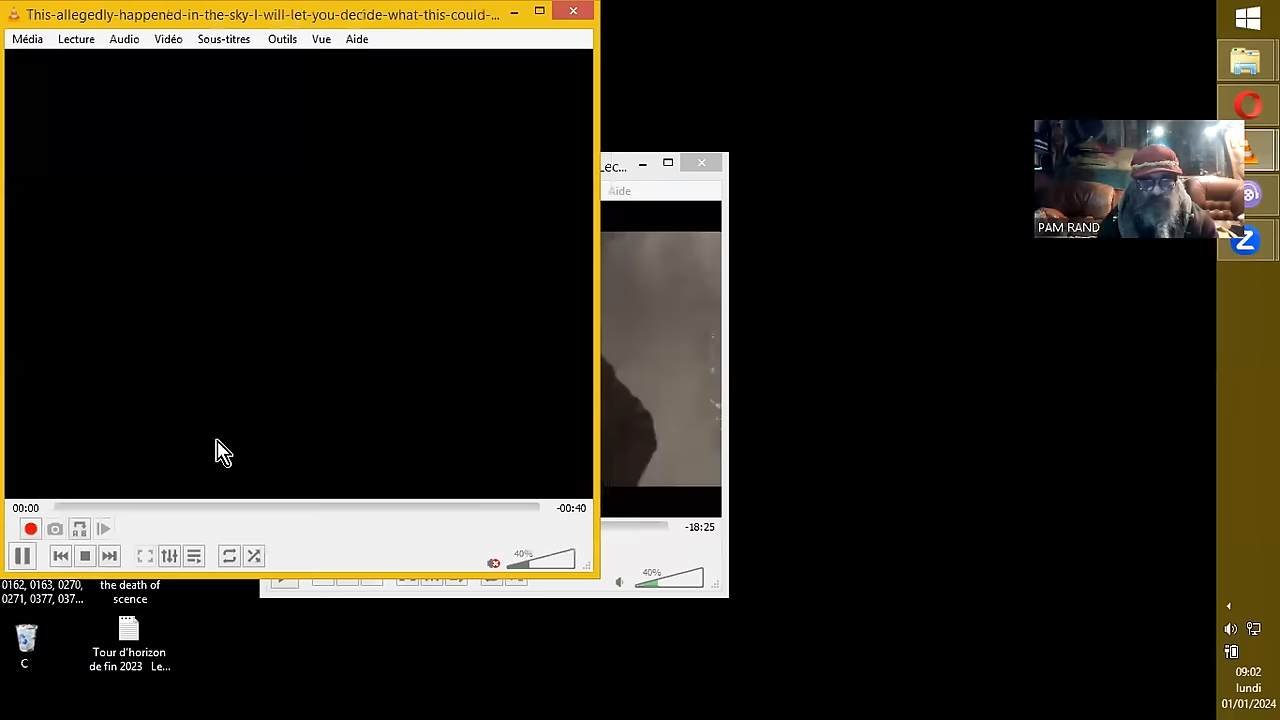 This-allegedly-happened-in-the-sky-I-will-let-you-decide-what-this-could-...
Média Lecture Audio Vidéo Sous-titres Outils Vue Aide
Lec...
Aide
PAM RAND
00:00 -00:40
-18:25
40%
40%
0162, 0163, 0270,
0271, 0377, 037...
the death of
scence
C
Tour d'horizon
de fin 2023 Le...
09:02
lundi
01/01/2024